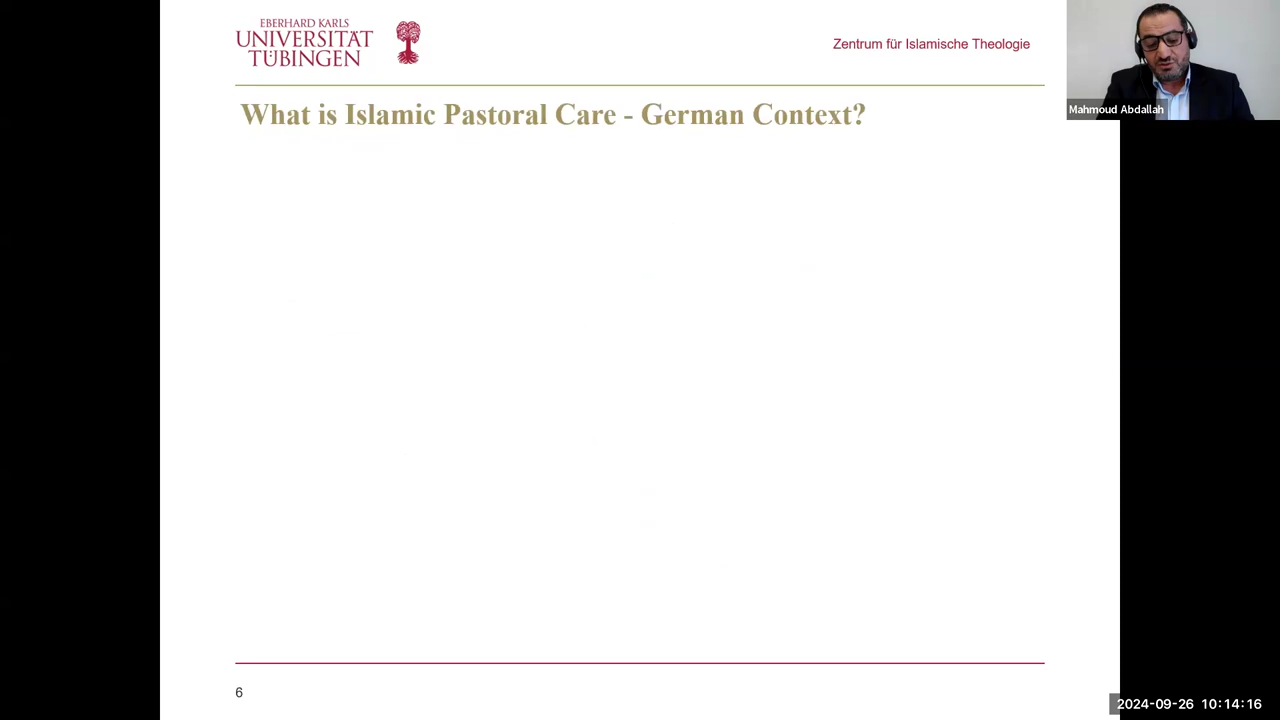 EBERHARD KARLS
UNIVERSITÄT
TÜBINGEN
Zentrum für Islamische Theologie
Mahmoud Abdallah
What is Islamic Pastoral Care - German Context?
6
2024-09-26 10:14:16